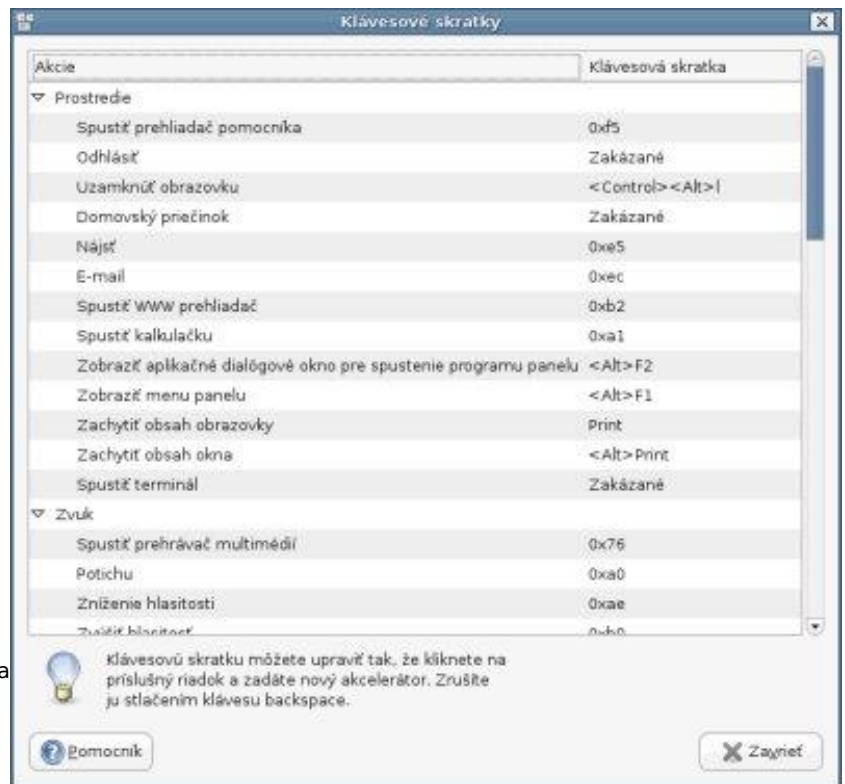 Klávesové skratky
Akcie Klávesová skratka
Prostredie
Spustiť prehliadač pomocníka 0xf5
Odhlásiť Zakázané
Uzamknúť obrazovku <Control><Alt>l
Domovský priečinok Zakázané
Nájsť 0xe5
E-mail 0xec
Spustiť WWW prehliadač 0xb2
Spustiť kalkulačku 0xa1
Zobraziť aplikačné dialógové okno pre spustenie programu panelu <Alt>F2
Zobraziť menu panelu <Alt>F1
Zachytiť obsah obrazovky Print
Zachytiť obsah okna <Alt>Print
Spustiť terminál Zakázané
Zvuk
Spustiť prehrávač multimédií 0x76
Potichu 0xa0
Zníženie hlasitosti 0xae
Zvýšiť hlasitosť 0xb0
a
Klávesovú skratku môžete upraviť tak, že kliknete na
príslušný riadok a zadáte nový akcelerátor. Zrušíte
ju stlačením klávesu backspace.
Pomocník Zavrieť